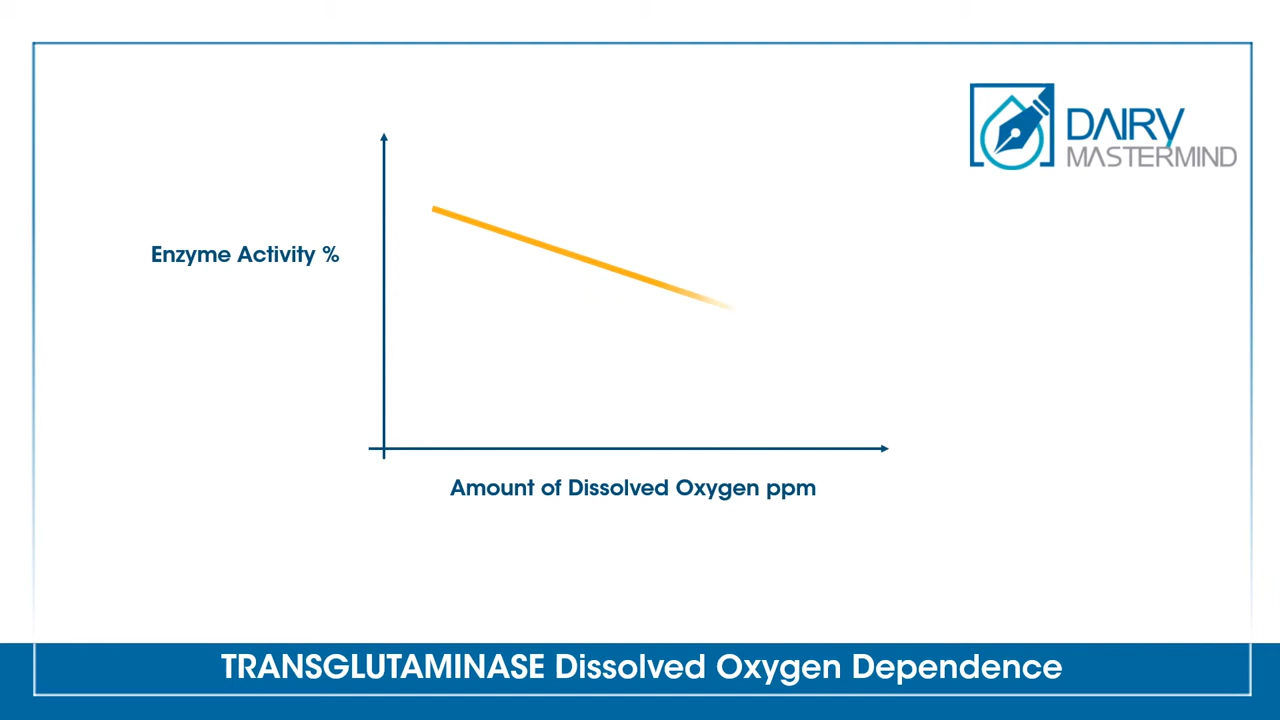 DAIRY
MASTERMIND
Enzyme Activity %
Amount of Dissolved Oxygen ppm
TRANSGLUTAMINASE Dissolved Oxygen Dependence